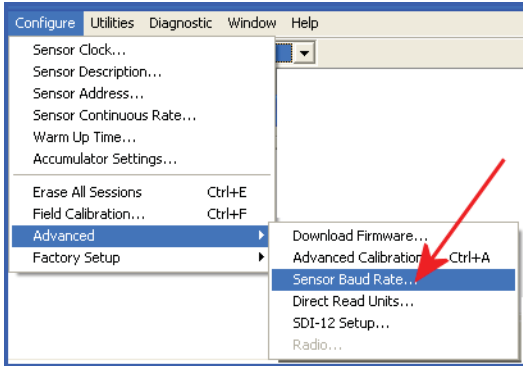 Configure Utilities Diagnostic Window Help
Sensor Clock...
Sensor Description...
Sensor Address...
Sensor Continuous Rate...
Warm Up Time...
Accumulator Settings...
Erase All Sessions Ctrl+E
Field Calibration... Ctrl+F
Advanced
Factory Setup
Download Firmware...
Advanced Calibration... Ctrl+A
Sensor Baud Rate...
Direct Read Units...
SDI-12 Setup...
Radio...